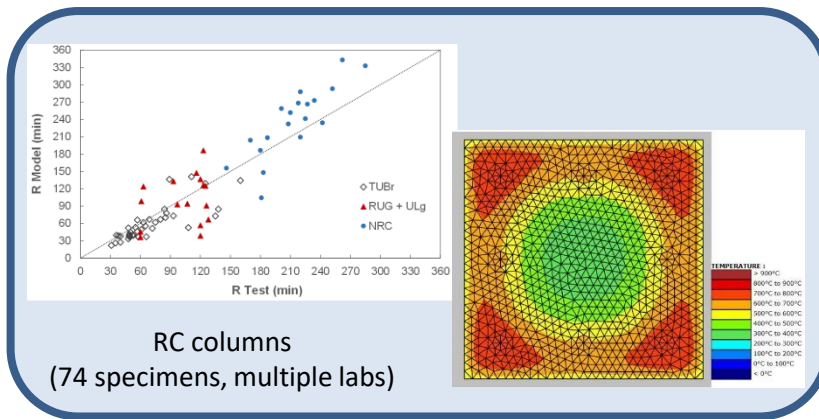 360
330
300
270
240
210
180
150
120
90
60
30
0
R Model (min)
TUBr
RUG + ULg
NRC
0 30 60 90 120 150 180 210 240 270 300 330 360
R Test (min)
TEMPERATURE :
> 900°C
800°C to 900°C
700°C to 800°C
600°C to 700°C
500°C to 600°C
400°C to 500°C
300°C to 400°C
200°C to 300°C
100°C to 200°C
0°C to 100°C
< 0°C
RC columns
(74 specimens, multiple labs)